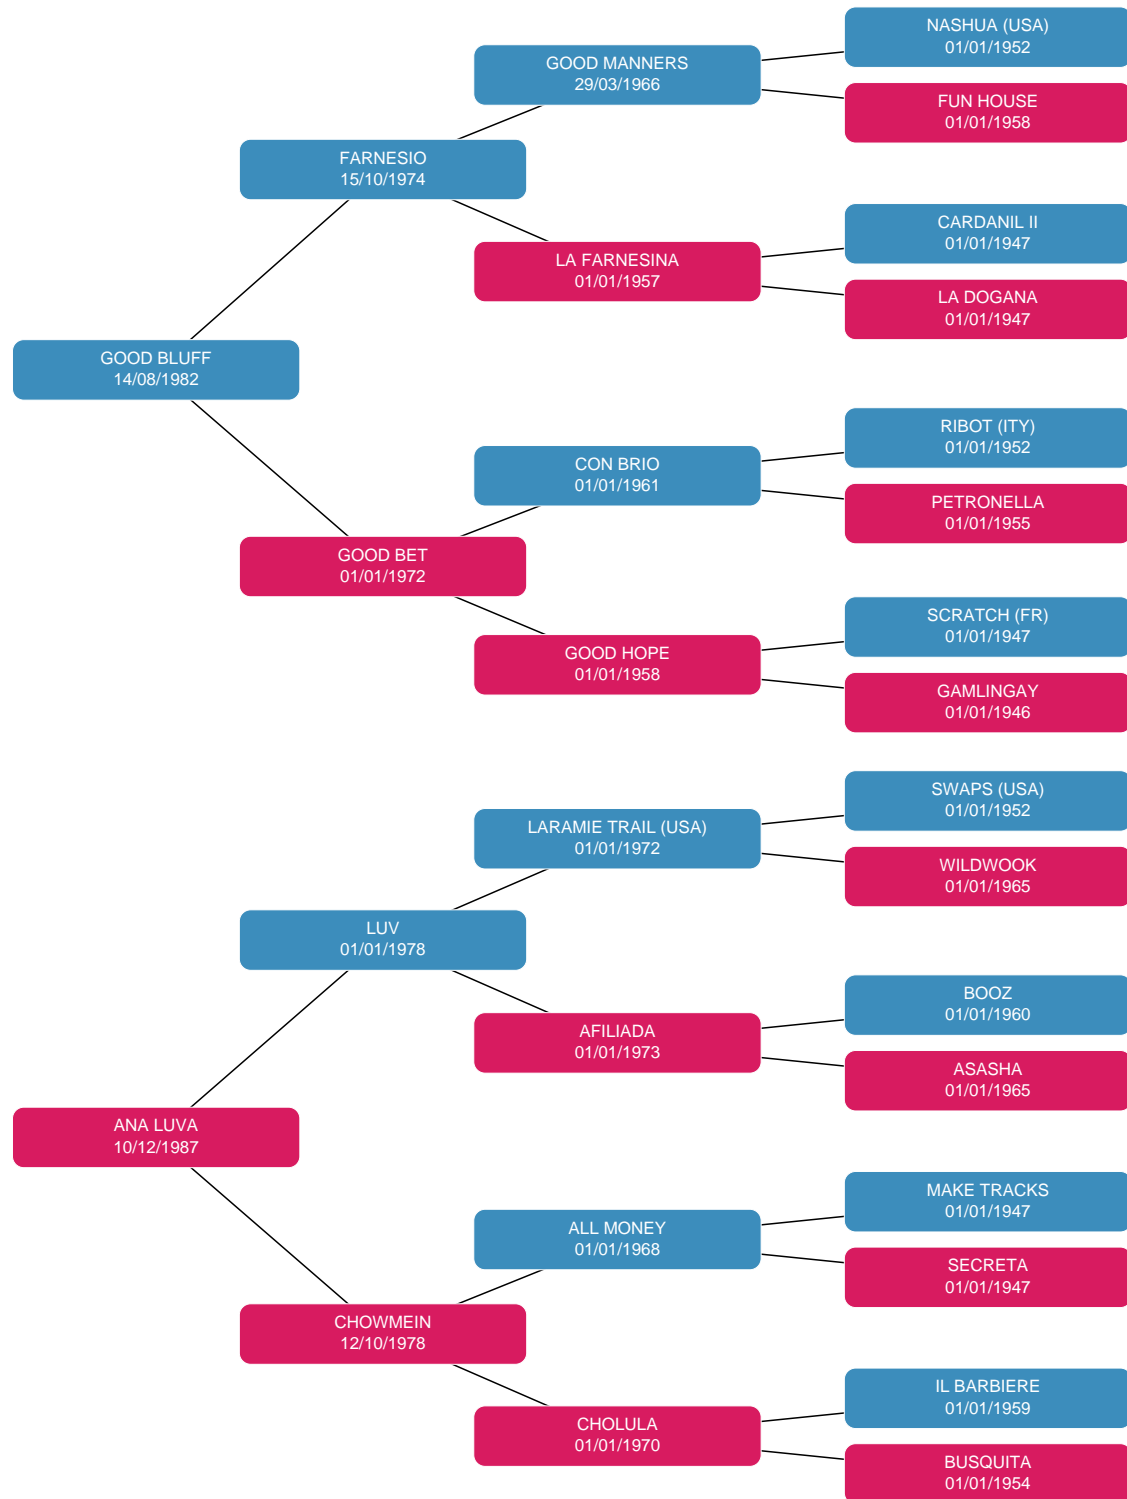 NASHUA (USA)
01/01/1952
GOOD MANNERS
29/03/1966
FUN HOUSE
01/01/1958
FARNESIO
15/10/1974
CARDANIL II
01/01/1947
LA FARNESINA
01/01/1957
LA DOGANA
01/01/1947
GOOD BLUFF
14/08/1982
RIBOT (ITY)
01/01/1952
CON BRIO
01/01/1961
PETRONELLA
01/01/1955
GOOD BET
01/01/1972
SCRATCH (FR)
01/01/1947
GOOD HOPE
01/01/1958
GAMLINGAY
01/01/1946
SWAPS (USA)
01/01/1952
LARAMIE TRAIL (USA)
01/01/1972
WILDWOOK
01/01/1965
LUV
01/01/1978
BOOZ
01/01/1960
AFILIADA
01/01/1973
ASASHA
01/01/1965
ANA LUVA
10/12/1987
MAKE TRACKS
01/01/1947
ALL MONEY
01/01/1968
SECRETA
01/01/1947
CHOWMEIN
12/10/1978
IL BARBIERE
01/01/1959
CHOLULA
01/01/1970
BUSQUITA
01/01/1954